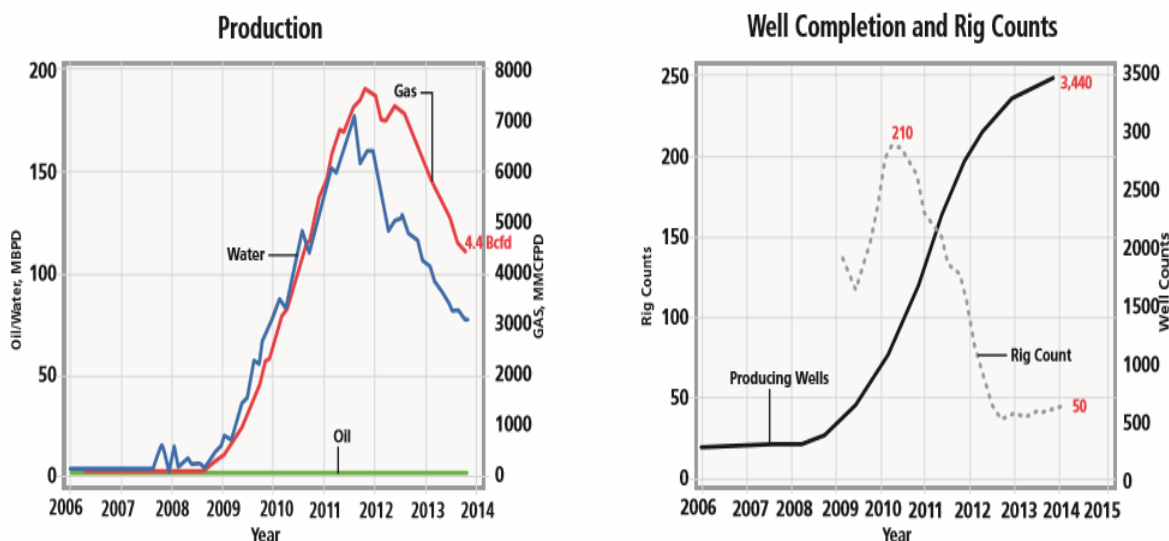 Production
Oil/Water, MBPD
200
150
100
50
0
Gas
Water
Oil
4.4 Bcfd
8000
7000
6000
5000
4000
3000
2000
1000
0
GAS, MMCFPD
2006 2007 2008 2009 2010 2011 2012 2013 2014
Year
Well Completion and Rig Counts
Rig Counts
250
200
150
100
50
0
210
3,440
Producing Wells
Rig Count
50
3500
300
2500
2000
1500
1000
500
0
Well Counts
2006 2007 2008 2009 2010 2011 2012 2014 2015
Year